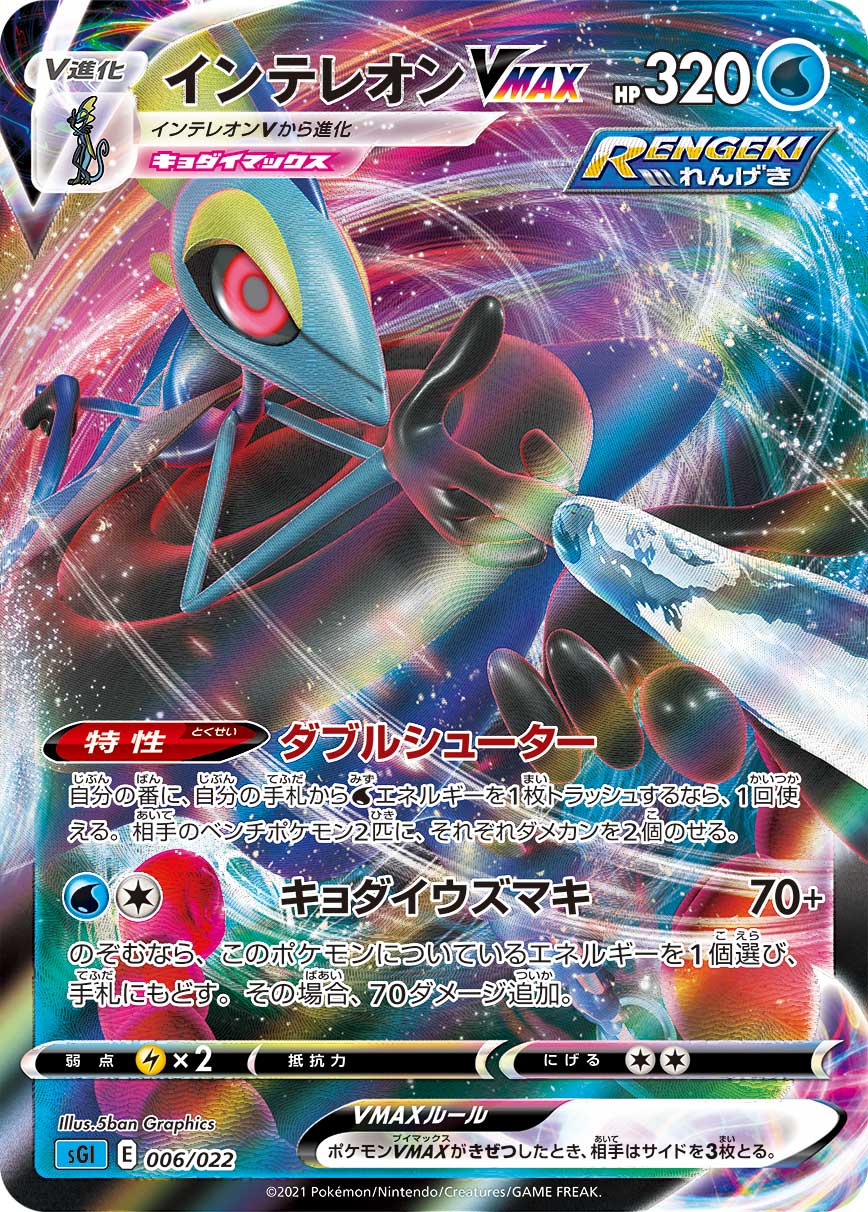 V進化
インテレオンVMAX
HP320
インテレオンVから進化
キョダイマックス
RENGEKI
れんげき
特性 とくせい
ダブルシューター
自分の番に、自分の手札からエネルギーを1枚トラッシュするなら、1回使
える。相手のベンチポケモン2匹に、それぞれダメカンを2個のせる。
キョダイウズマキ 70+
のぞむなら、このポケモンについているエネルギーを1個選び、
手札にもどす。その場合、70ダメージ追加。
弱点 ×2 抵抗力 にげる
Illus.5ban Graphics
VMAXルール
ポケモンVMAXがきぜつしたとき、相手はサイドを3枚とる。
sGI E 006/022
©2021 Pokémon/Nintendo/Creatures/GAME FREAK.